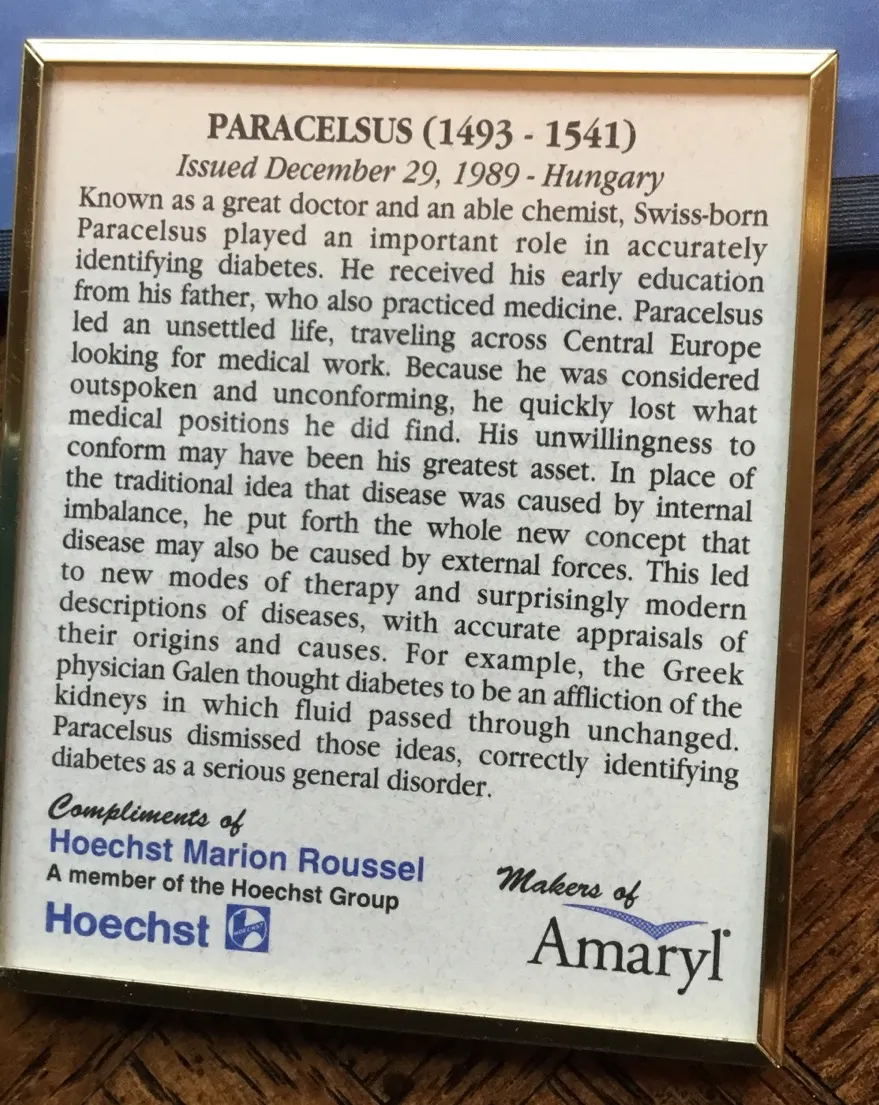 PARACELSUS (1493 - 1541)
Issued December 29, 1989 - Hungary
Known as a great doctor and an able chemist, Swiss-born
Paracelsus played an important role in accurately
identifying diabetes. He received his early education
from his father, who also practiced medicine. Paracelsus
led an unsettled life, traveling across Central Europe
looking for medical work. Because he was considered
outspoken and unconforming, he quickly lost what
medical positions he did find. His unwillingness to
conform may have been his greatest asset. In place of
the traditional idea that disease was caused by internal
imbalance, he put forth the whole new concept that
disease may also be caused by external forces. This led
to new modes of therapy and surprisingly modern
descriptions of diseases, with accurate appraisals of
their origins and causes. For example, the Greek
physician Galen thought diabetes to be an affliction of the
kidneys in which fluid passed through unchanged.
Paracelsus dismissed those ideas, correctly identifying
diabetes as a serious general disorder.
Compliments of
Hoechst Marion Roussel
A member of the Hoechst Group
Hoechst HOECHST
Makers of
Amaryl